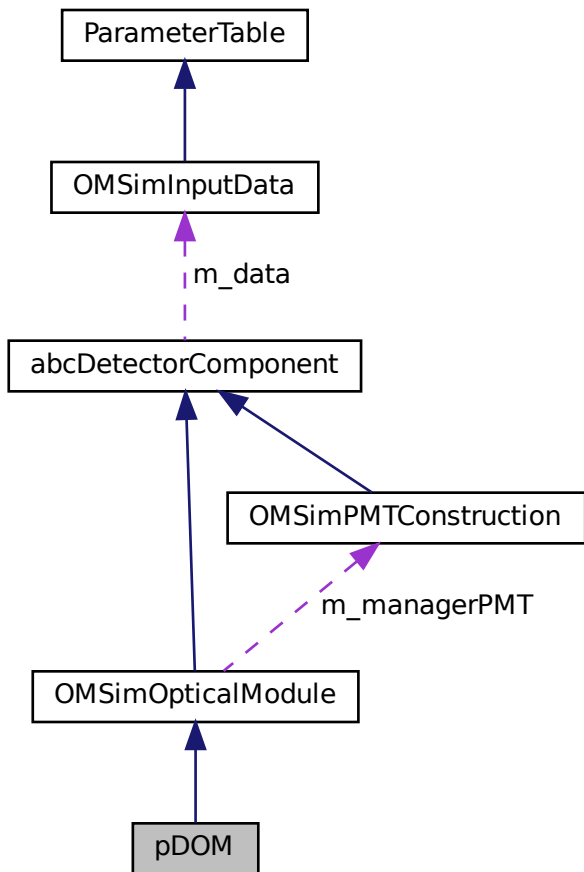 ParameterTable
OMSimInputData
m_data
abcDetectorComponent
OMSimPMTConstruction
m_managerPMT
OMSimOpticalModule
pDOM